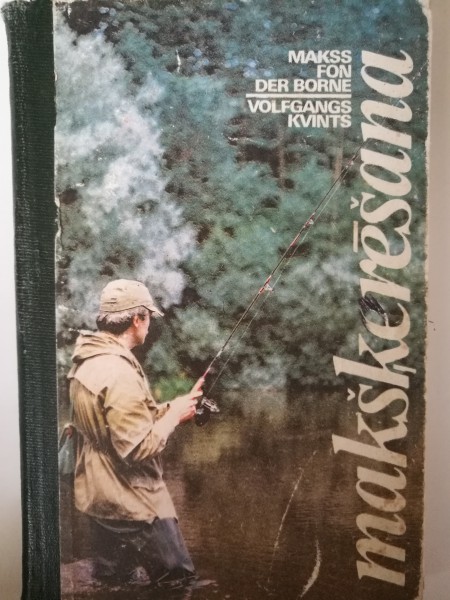 MAKSS
FON
DER BORNE
VOLFGANGS
KVINTS
makšķerēšana